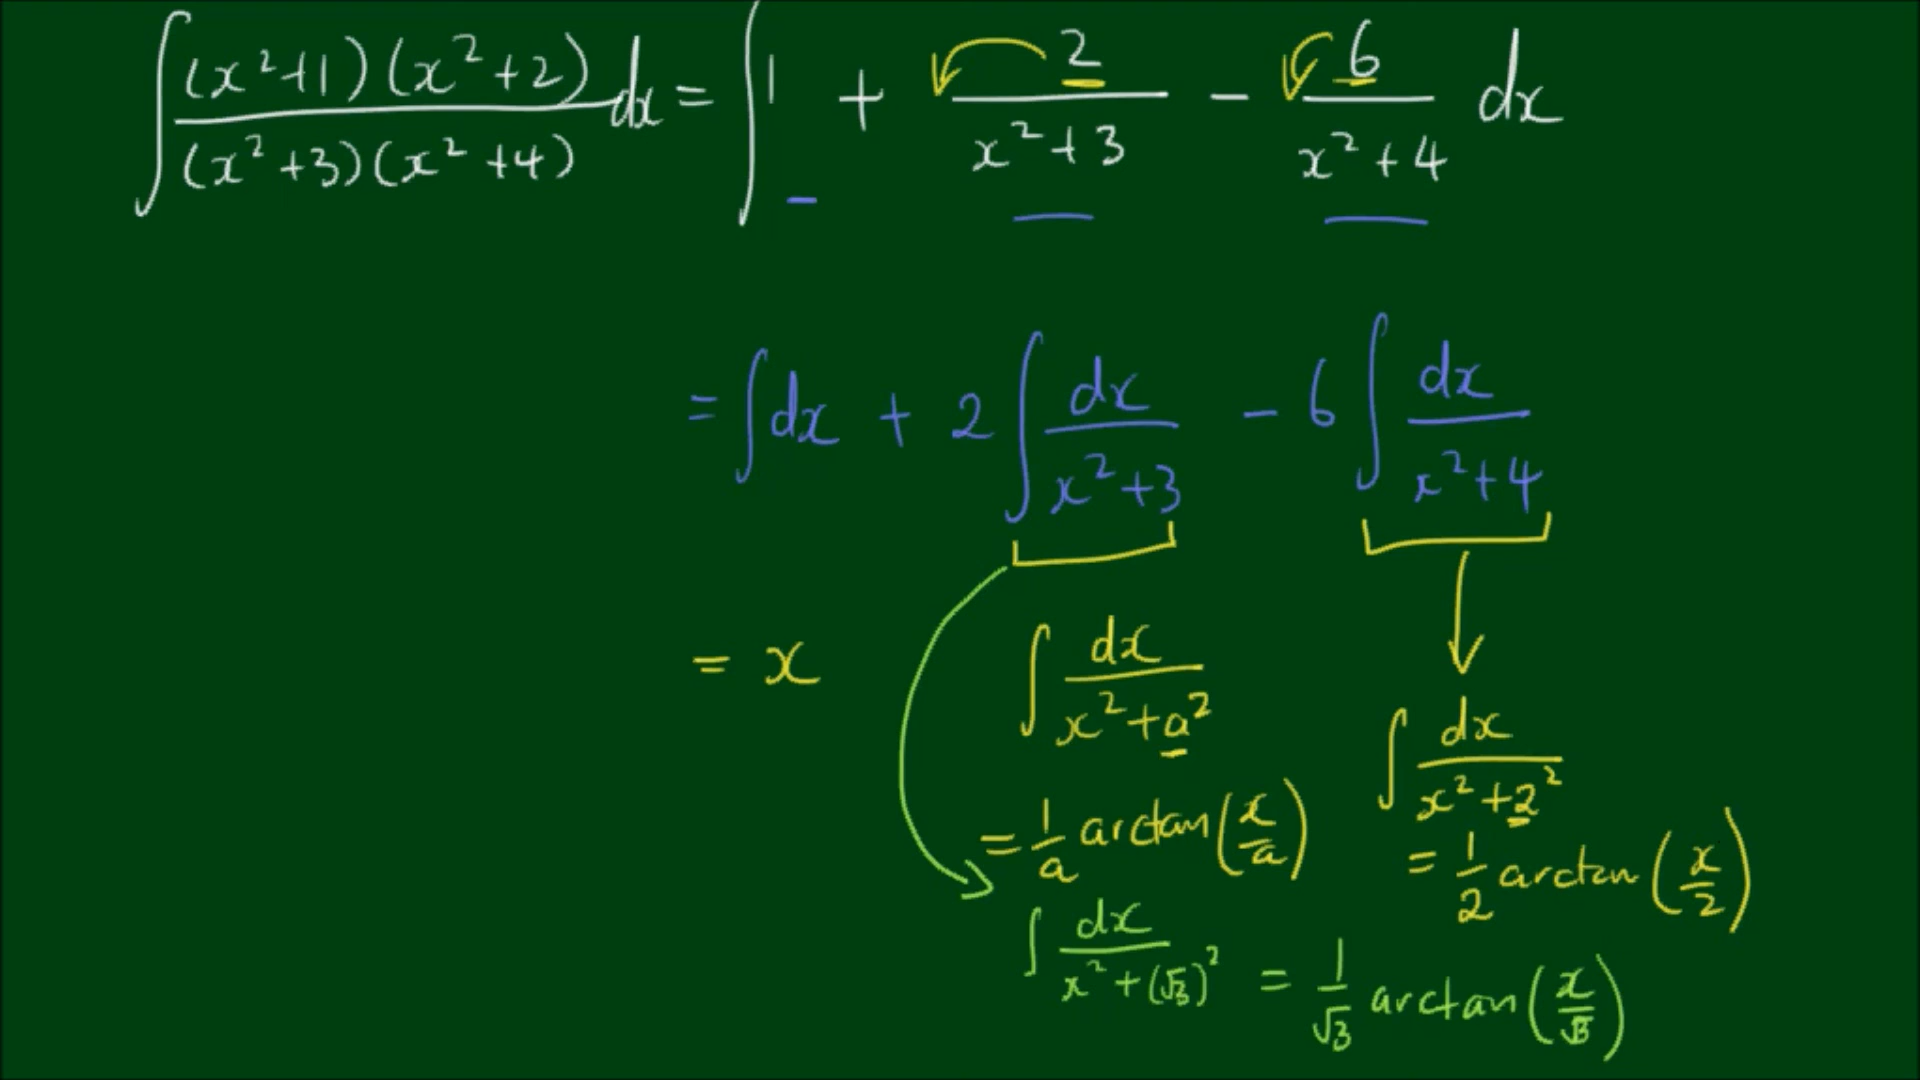 ∫ (x²+1)(x²+2) / (x²+3)(x²+4) dx = ∫ 1 + 2/(x²+3) − 6/(x²+4) dx
= ∫ dx + 2 ∫ dx/(x²+3) − 6 ∫ dx/(x²+4)
= x
∫ dx/(x²+a²)
= 1/a arctan(x/a)
∫ dx/(x²+2²)
= 1/2 arctan(x/2)
∫ dx/(x²+(√3)²) = 1/√3 arctan(x/√3)